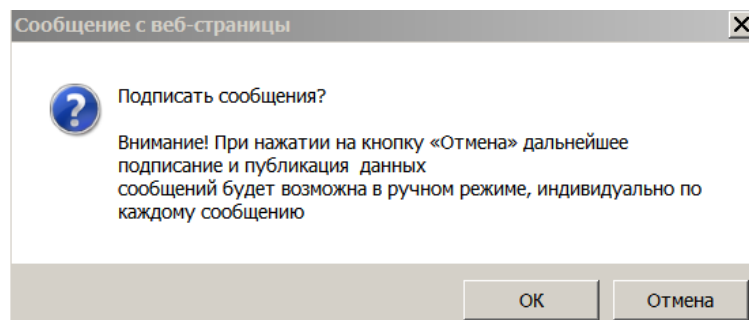 Сообщение с веб-страницы
Подписать сообщения?
Внимание! При нажатии на кнопку «Отмена» дальнейшее
подписание и публикация данных
сообщений будет возможна в ручном режиме, индивидуально по
каждому сообщению
ОК
Отмена